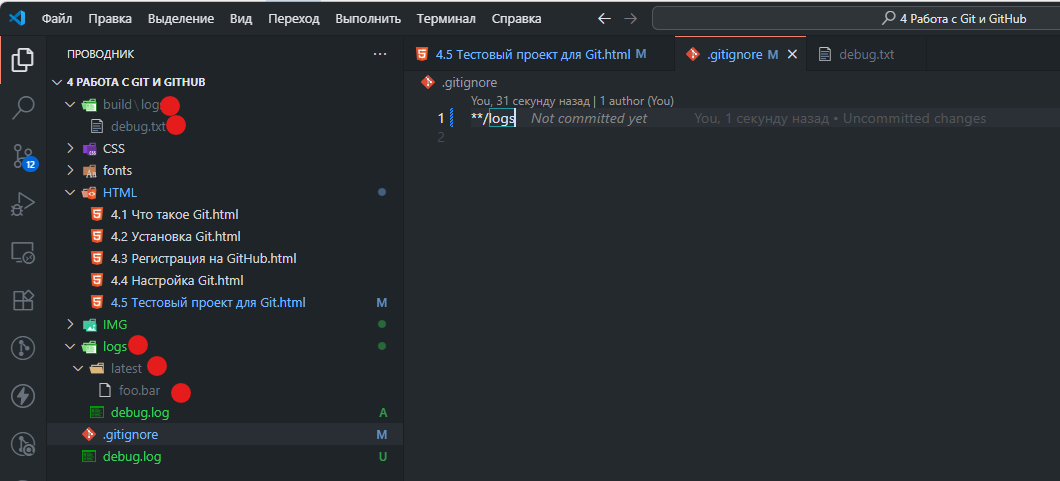 Файл Правка Выделение Вид Переход Выполнить Терминал Справка 4 Работа с Git и GitHub
ПРОВОДНИК
4 РАБОТА С GIT И GITHUB
build \ log
debug.txt
CSS
fonts
HTML
4.1 Что такое Git.html
4.2 Установка Git.html
4.3 Регистрация на GitHub.html
4.4 Настройка Git.html
4.5 Тестовый проект для Git.html M
IMG
logs
latest
foo.bar
debug.log A
.gitignore M
debug.log U
12
4.5 Тестовый проект для Git.html M .gitignore M debug.txt
.gitignore
You, 31 секунду назад | 1 author (You)
1 **/logs Not committed yet You, 1 секунду назад • Uncommitted changes
2